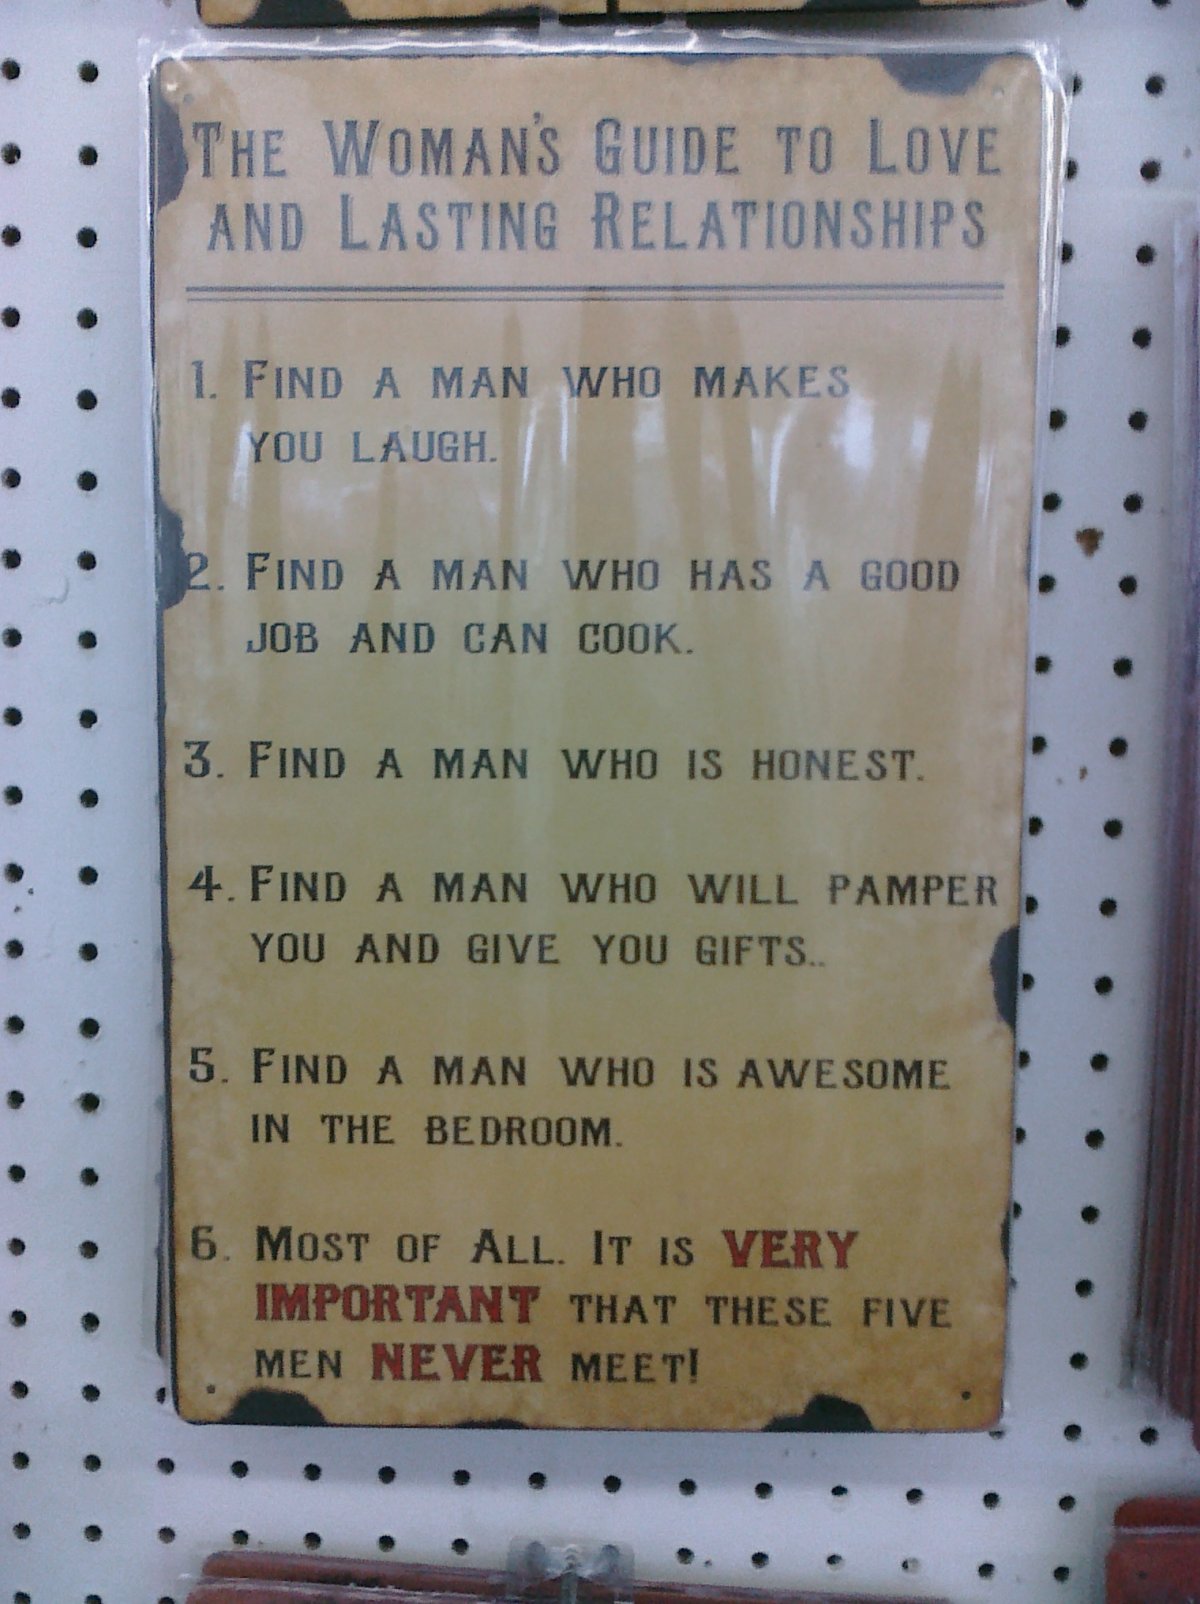 THE WOMAN'S GUIDE TO LOVE
AND LASTING RELATIONSHIPS
1. FIND A MAN WHO MAKES
YOU LAUGH.
2. FIND A MAN WHO HAS A GOOD
JOB AND CAN COOK.
3. FIND A MAN WHO IS HONEST.
4. FIND A MAN WHO WILL PAMPER
YOU AND GIVE YOU GIFTS..
5. FIND A MAN WHO IS AWESOME
IN THE BEDROOM.
6. MOST OF ALL. IT IS VERY
IMPORTANT THAT THESE FIVE
MEN NEVER MEET!